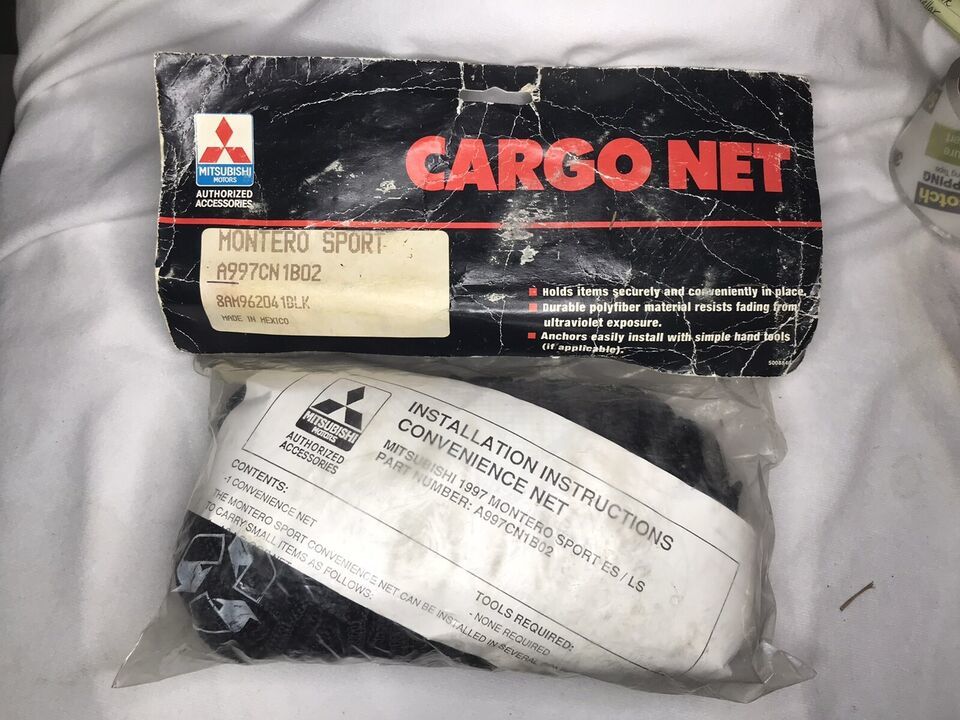 MITSUBISHI
MOTORS
AUTHORIZED
ACCESSORIES
CARGO NET
MONTERO SPORT
A997CN1B02
8AM962041BLK
MADE IN MEXICO
Holds items securely and conveniently in place.
Durable polyfiber material resists fading from
ultraviolet exposure.
Anchors easily install with simple hand tools
(if applicable).
MITSUBISHI
MOTORS
AUTHORIZED
ACCESSORIES
INSTALLATION INSTRUCTIONS
CONVENIENCE NET
MITSUBISHI 1997 MONTERO SPORT ES / LS
PART NUMBER: A997CN1B02
CONTENTS:
-1 CONVENIENCE NET
TOOLS REQUIRED:
- NONE REQUIRED
THE MONTERO SPORT CONVENIENCE NET CAN BE INSTALLED IN SEVERAL
TO CARRY SMALL ITEMS AS FOLLOWS:
otch